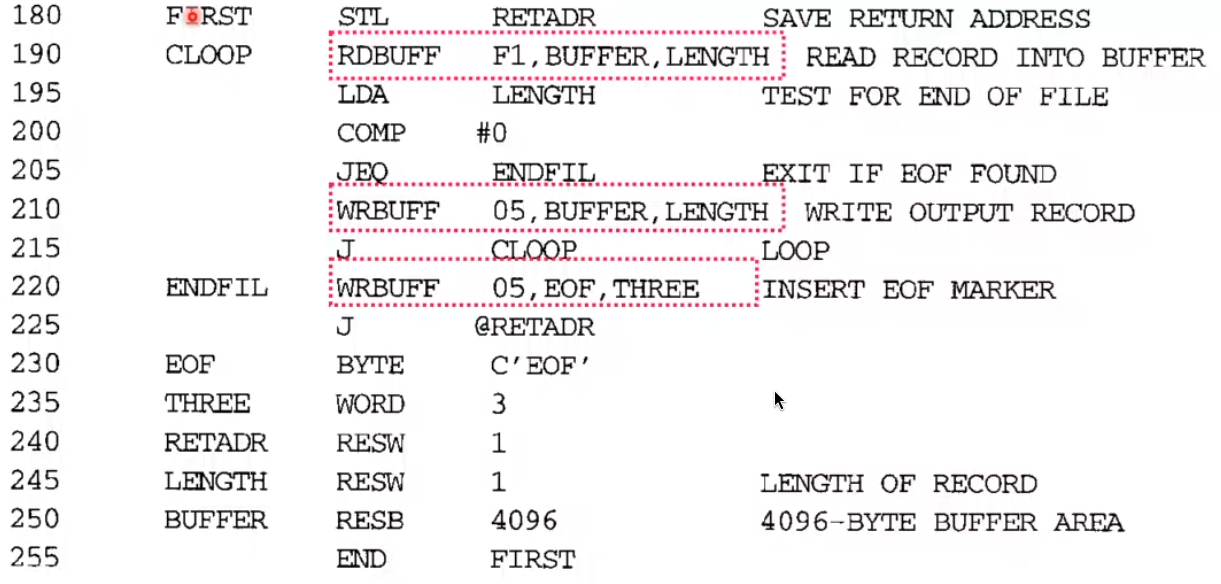 180 FIRST STL RETADR SAVE RETURN ADDRESS
190 CLOOP RDBUFF F1,BUFFER,LENGTH READ RECORD INTO BUFFER
195 LDA LENGTH TEST FOR END OF FILE
200 COMP #0
205 JEQ ENDFIL EXIT IF EOF FOUND
210 WRBUFF 05,BUFFER,LENGTH WRITE OUTPUT RECORD
215 J CLOOP LOOP
220 ENDFIL WRBUFF 05,EOF,THREE INSERT EOF MARKER
225 J @RETADR
230 EOF BYTE C'EOF'
235 THREE WORD 3
240 RETADR RESW 1
245 LENGTH RESW 1 LENGTH OF RECORD
250 BUFFER RESB 4096 4096-BYTE BUFFER AREA
255 END FIRST